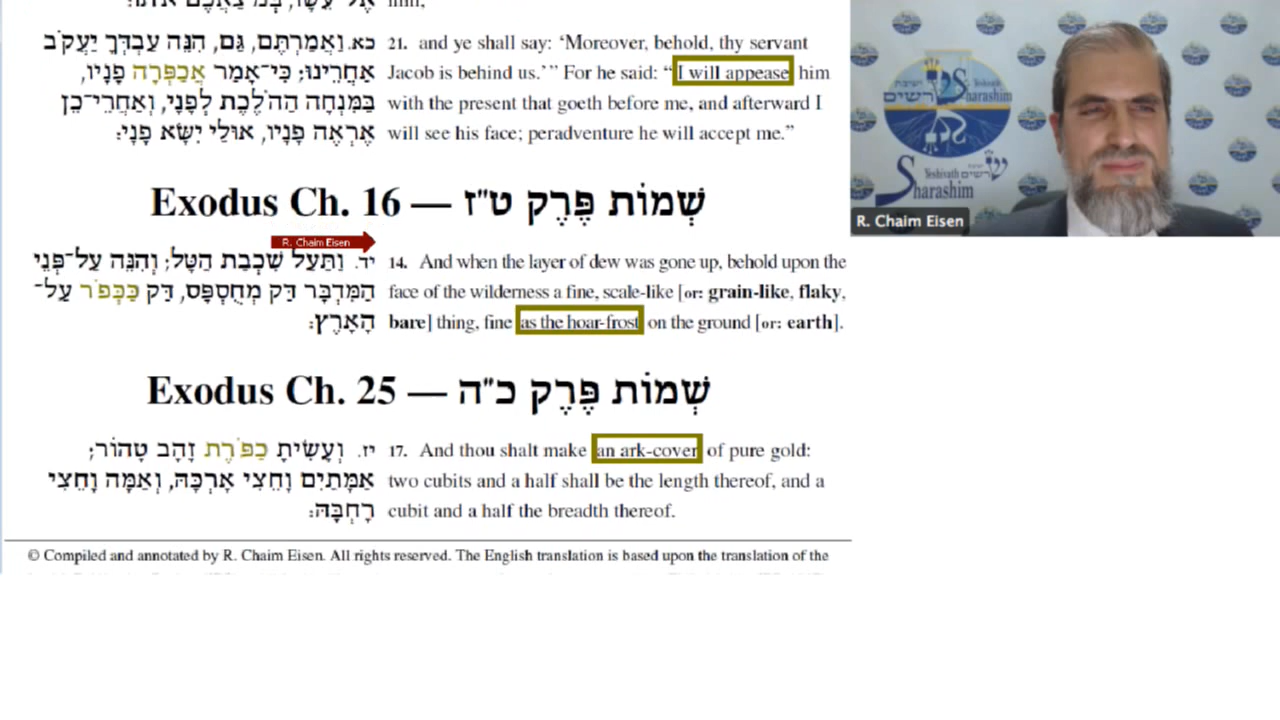 him,
כא. וַאֲמַרְתֶּם, גַּם, הִנֵּה עַבְדְּךָ יַעֲקֹב
אַחֲרֵינוּ; כִּי־אָמַר אֲכַפְּרָה פָנָיו,
בַּמִּנְחָה הַהֹלֶכֶת לְפָנָי, וְאַחֲרֵי־כֵן
אֶרְאֶה פָנָיו, אוּלַי יִשָּׂא פָנָי:
21. and ye shall say: ‘Moreover, behold, thy servant
Jacob is behind us.’” For he said: “I will appease him
with the present that goeth before me, and afterward I
will see his face; peradventure he will accept me.”
Exodus Ch. 16 — שְׁמוֹת פֶּרֶק ט"ז
R. Chaim Eisen
יד. וַתַּעַל שִׁכְבַת הַטָּל; וְהִנֵּה עַל־פְּנֵי
הַמִּדְבָּר דַּק מְחֻסְפָּס, דַּק כַּכְּפֹר עַל־
הָאָרֶץ:
14. And when the layer of dew was gone up, behold upon the
face of the wilderness a fine, scale-like [or: grain-like, flaky,
bare] thing, fine as the hoar-frost on the ground [or: earth].
Exodus Ch. 25 — שְׁמוֹת פֶּרֶק כ"ה
יז. וְעָשִׂיתָ כַפֹּרֶת זָהָב טָהוֹר;
אַמָּתַיִם וָחֵצִי אָרְכָּהּ, וְאַמָּה וָחֵצִי
רָחְבָּהּ:
17. And thou shalt make an ark-cover of pure gold:
two cubits and a half shall be the length thereof, and a
cubit and a half the breadth thereof.
© Compiled and annotated by R. Chaim Eisen. All rights reserved. The English translation is based upon the translation of the
ישיבת
שרשים
Yeshivath
Sharashim
Yeshivath
Sharashim
R. Chaim Eisen